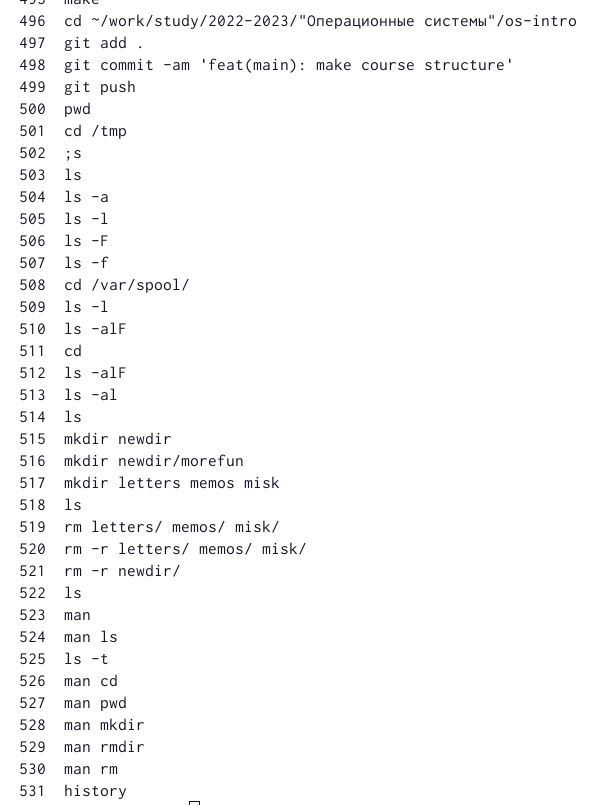 495 make
496 cd ~/work/study/2022-2023/"Операционные системы"/os-intro
497 git add .
498 git commit -am 'feat(main): make course structure'
499 git push
500 pwd
501 cd /tmp
502 ;s
503 ls
504 ls -a
505 ls -l
506 ls -F
507 ls -f
508 cd /var/spool/
509 ls -l
510 ls -alF
511 cd
512 ls -alF
513 ls -al
514 ls
515 mkdir newdir
516 mkdir newdir/morefun
517 mkdir letters memos misk
518 ls
519 rm letters/ memos/ misk/
520 rm -r letters/ memos/ misk/
521 rm -r newdir/
522 ls
523 man
524 man ls
525 ls -t
526 man cd
527 man pwd
528 man mkdir
529 man rmdir
530 man rm
531 history